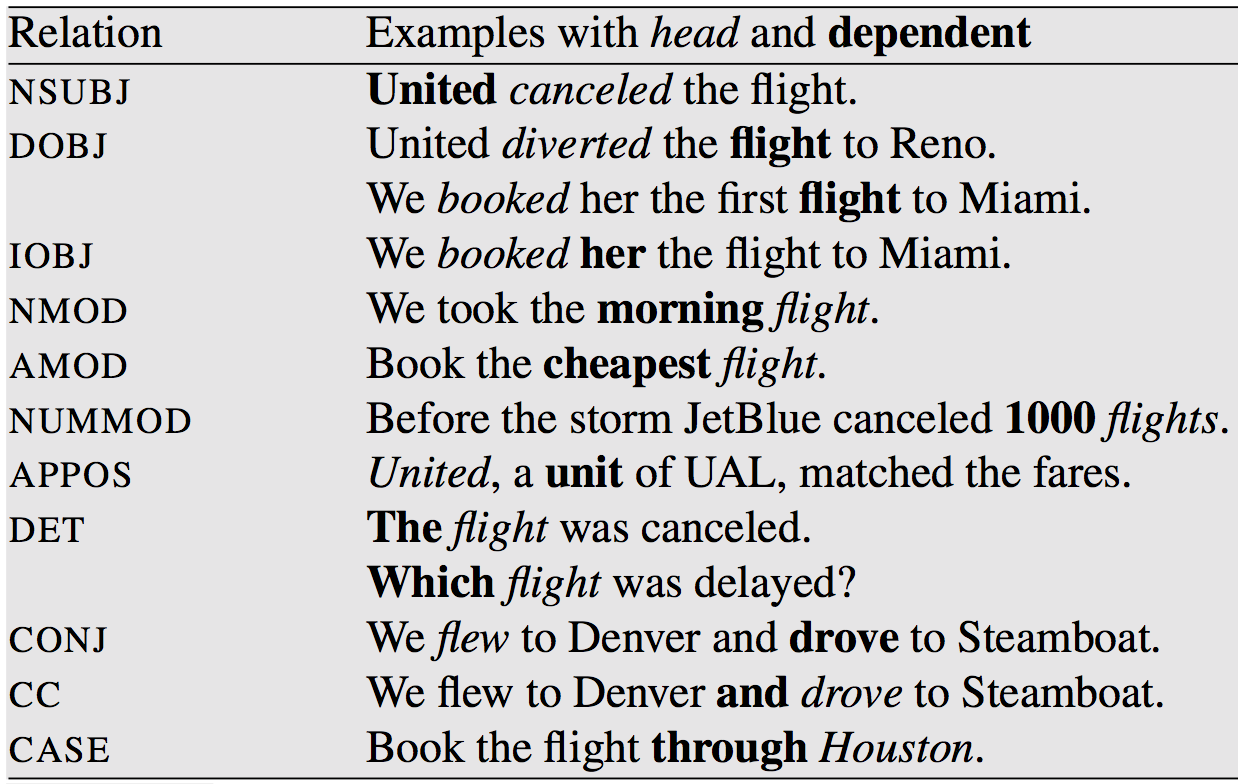 Relation Examples with head and dependent
NSUBJ United canceled the flight.
DOBJ United diverted the flight to Reno.
We booked her the first flight to Miami.
IOBJ We booked her the flight to Miami.
NMOD We took the morning flight.
AMOD Book the cheapest flight.
NUMMOD Before the storm JetBlue canceled 1000 flights.
APPOS United, a unit of UAL, matched the fares.
DET The flight was canceled.
Which flight was delayed?
CONJ We flew to Denver and drove to Steamboat.
CC We flew to Denver and drove to Steamboat.
CASE Book the flight through Houston.